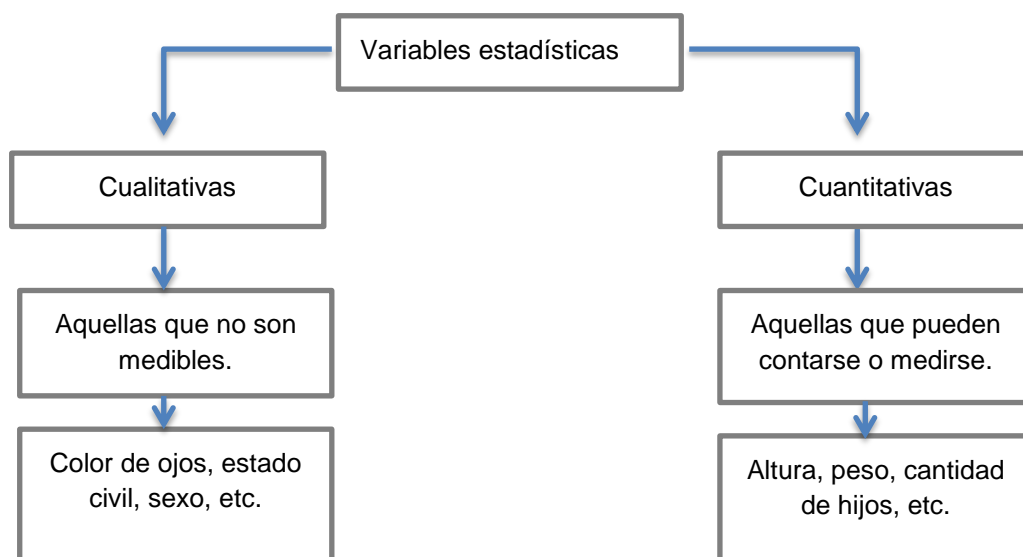 Variables estadísticas
Cualitativas
Cuantitativas
Aquellas que no son
medibles.
Aquellas que pueden
contarse o medirse.
Color de ojos, estado
civil, sexo, etc.
Altura, peso, cantidad
de hijos, etc.